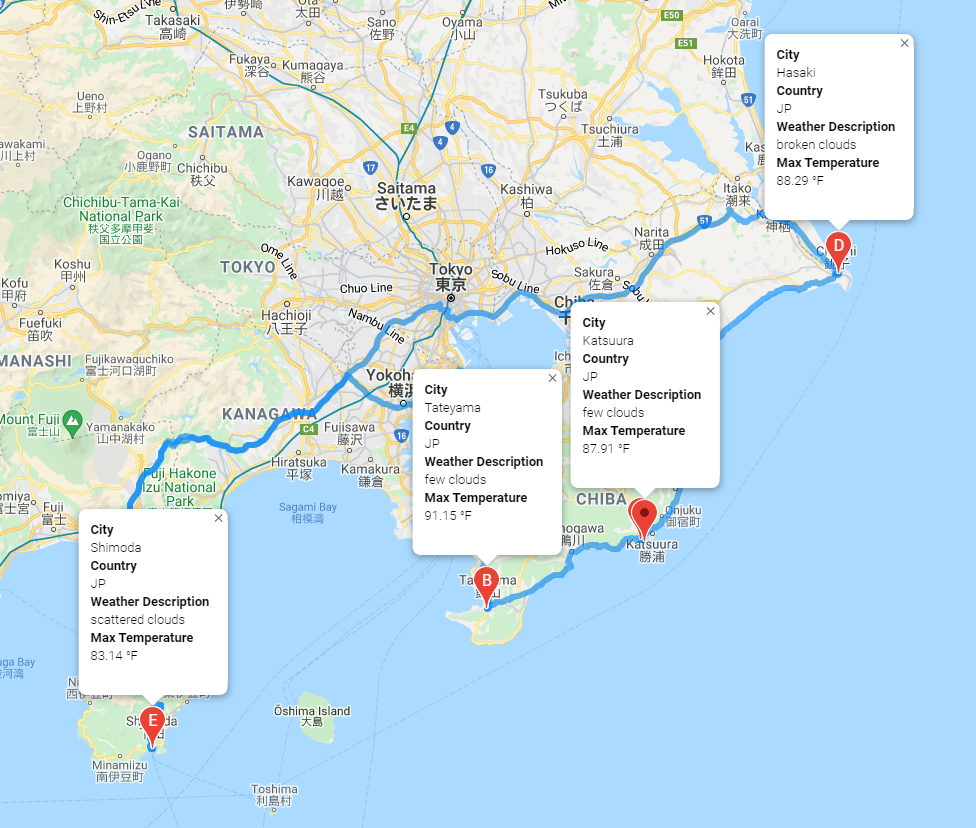 Shin-Etsu Line
Takasaki
高崎
伊勢崎
Ota
太田
Sano
佐野
Oyama
小山
E50
E51
Oarai
大洗町
Fukaya
深谷
Kumagaya
熊谷
Hokota
鉾田
Ueno
上野村
Tsukuba
つくば
Tsuchiura
土浦
51
SAITAMA
E4
4
4
17
16
Ogano
小鹿野町
Chichibu
秩父
Kawagoe
川越
Saitama
さいたま
Kashiwa
柏
Itako
潮来
神栖
51
Chichibu-Tama-Kai
National Park
秩父多摩甲斐
国立公園
Narita
成田
Hokuso Line
Ome Line
Koshu
甲州
TOKYO
Tokyo
東京
Sobu Line
Sakura
佐倉
Kofu
甲府
Chuo Line
Chiba
Hachioji
八王子
Nambu Line
Fuefuki
笛吹
Fujikawaguchiko
富士河口湖町
Yamanakako
山中湖村
Mount Fuji
富士山
KANAGAWA
C4
Fujisawa
藤沢
16
Hiratsuka
平塚
Kamakura
鎌倉
Sagami Bay
相模湾
Fuji Hakone
Izu National
Park
Fuji
富士
City
Hasaki
Country
JP
Weather Description
broken clouds
Max Temperature
88.29 °F
D
City
Katsuura
Country
JP
Weather Description
few clouds
Max Temperature
87.91 °F
CHIBA
Onjuku
御宿町
Katsuura
勝浦
鴨川
City
Tateyama
Country
JP
Weather Description
few clouds
Max Temperature
91.15 °F
B
City
Shimoda
Country
JP
Weather Description
scattered clouds
Max Temperature
83.14 °F
E
Minamiizu
南伊豆町
Ōshima Island
大島
Toshima
利島村